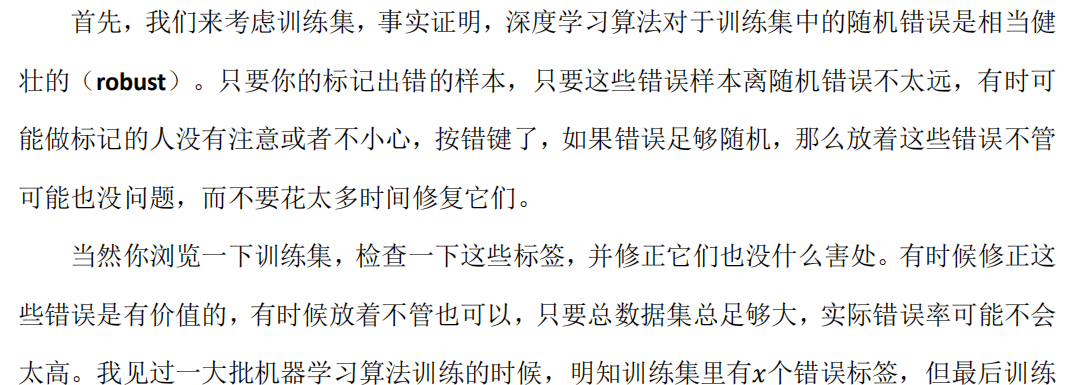 首先，我们来考虑训练集，事实证明，深度学习算法对于训练集中的随机错误是相当健
壮的（robust）。只要你的标记出错的样本，只要这些错误样本离随机错误不太远，有时可
能做标记的人没有注意或者不小心，按错键了，如果错误足够随机，那么放着这些错误不管
可能也没问题，而不要花太多时间修复它们。
当然你浏览一下训练集，检查一下这些标签，并修正它们也没什么害处。有时候修正这
些错误是有价值的，有时候放着不管也可以，只要总数据集总足够大，实际错误率可能不会
太高。我见过一大批机器学习算法训练的时候，明知训练集里有x个错误标签，但最后训练